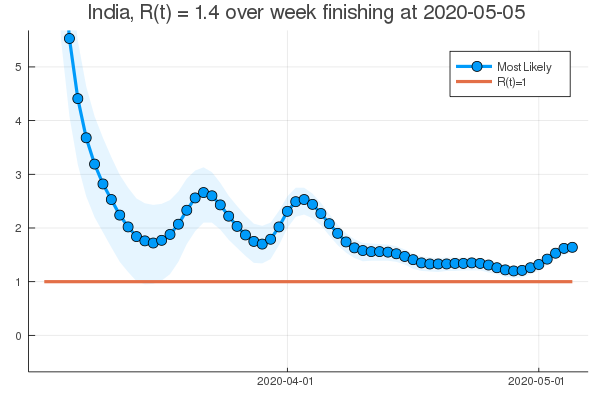 India, R(t) = 1.4 over week finishing at 2020-05-05
Most Likely
R(t)=1
5
4
3
2
1
0
2020-04-01
2020-05-01